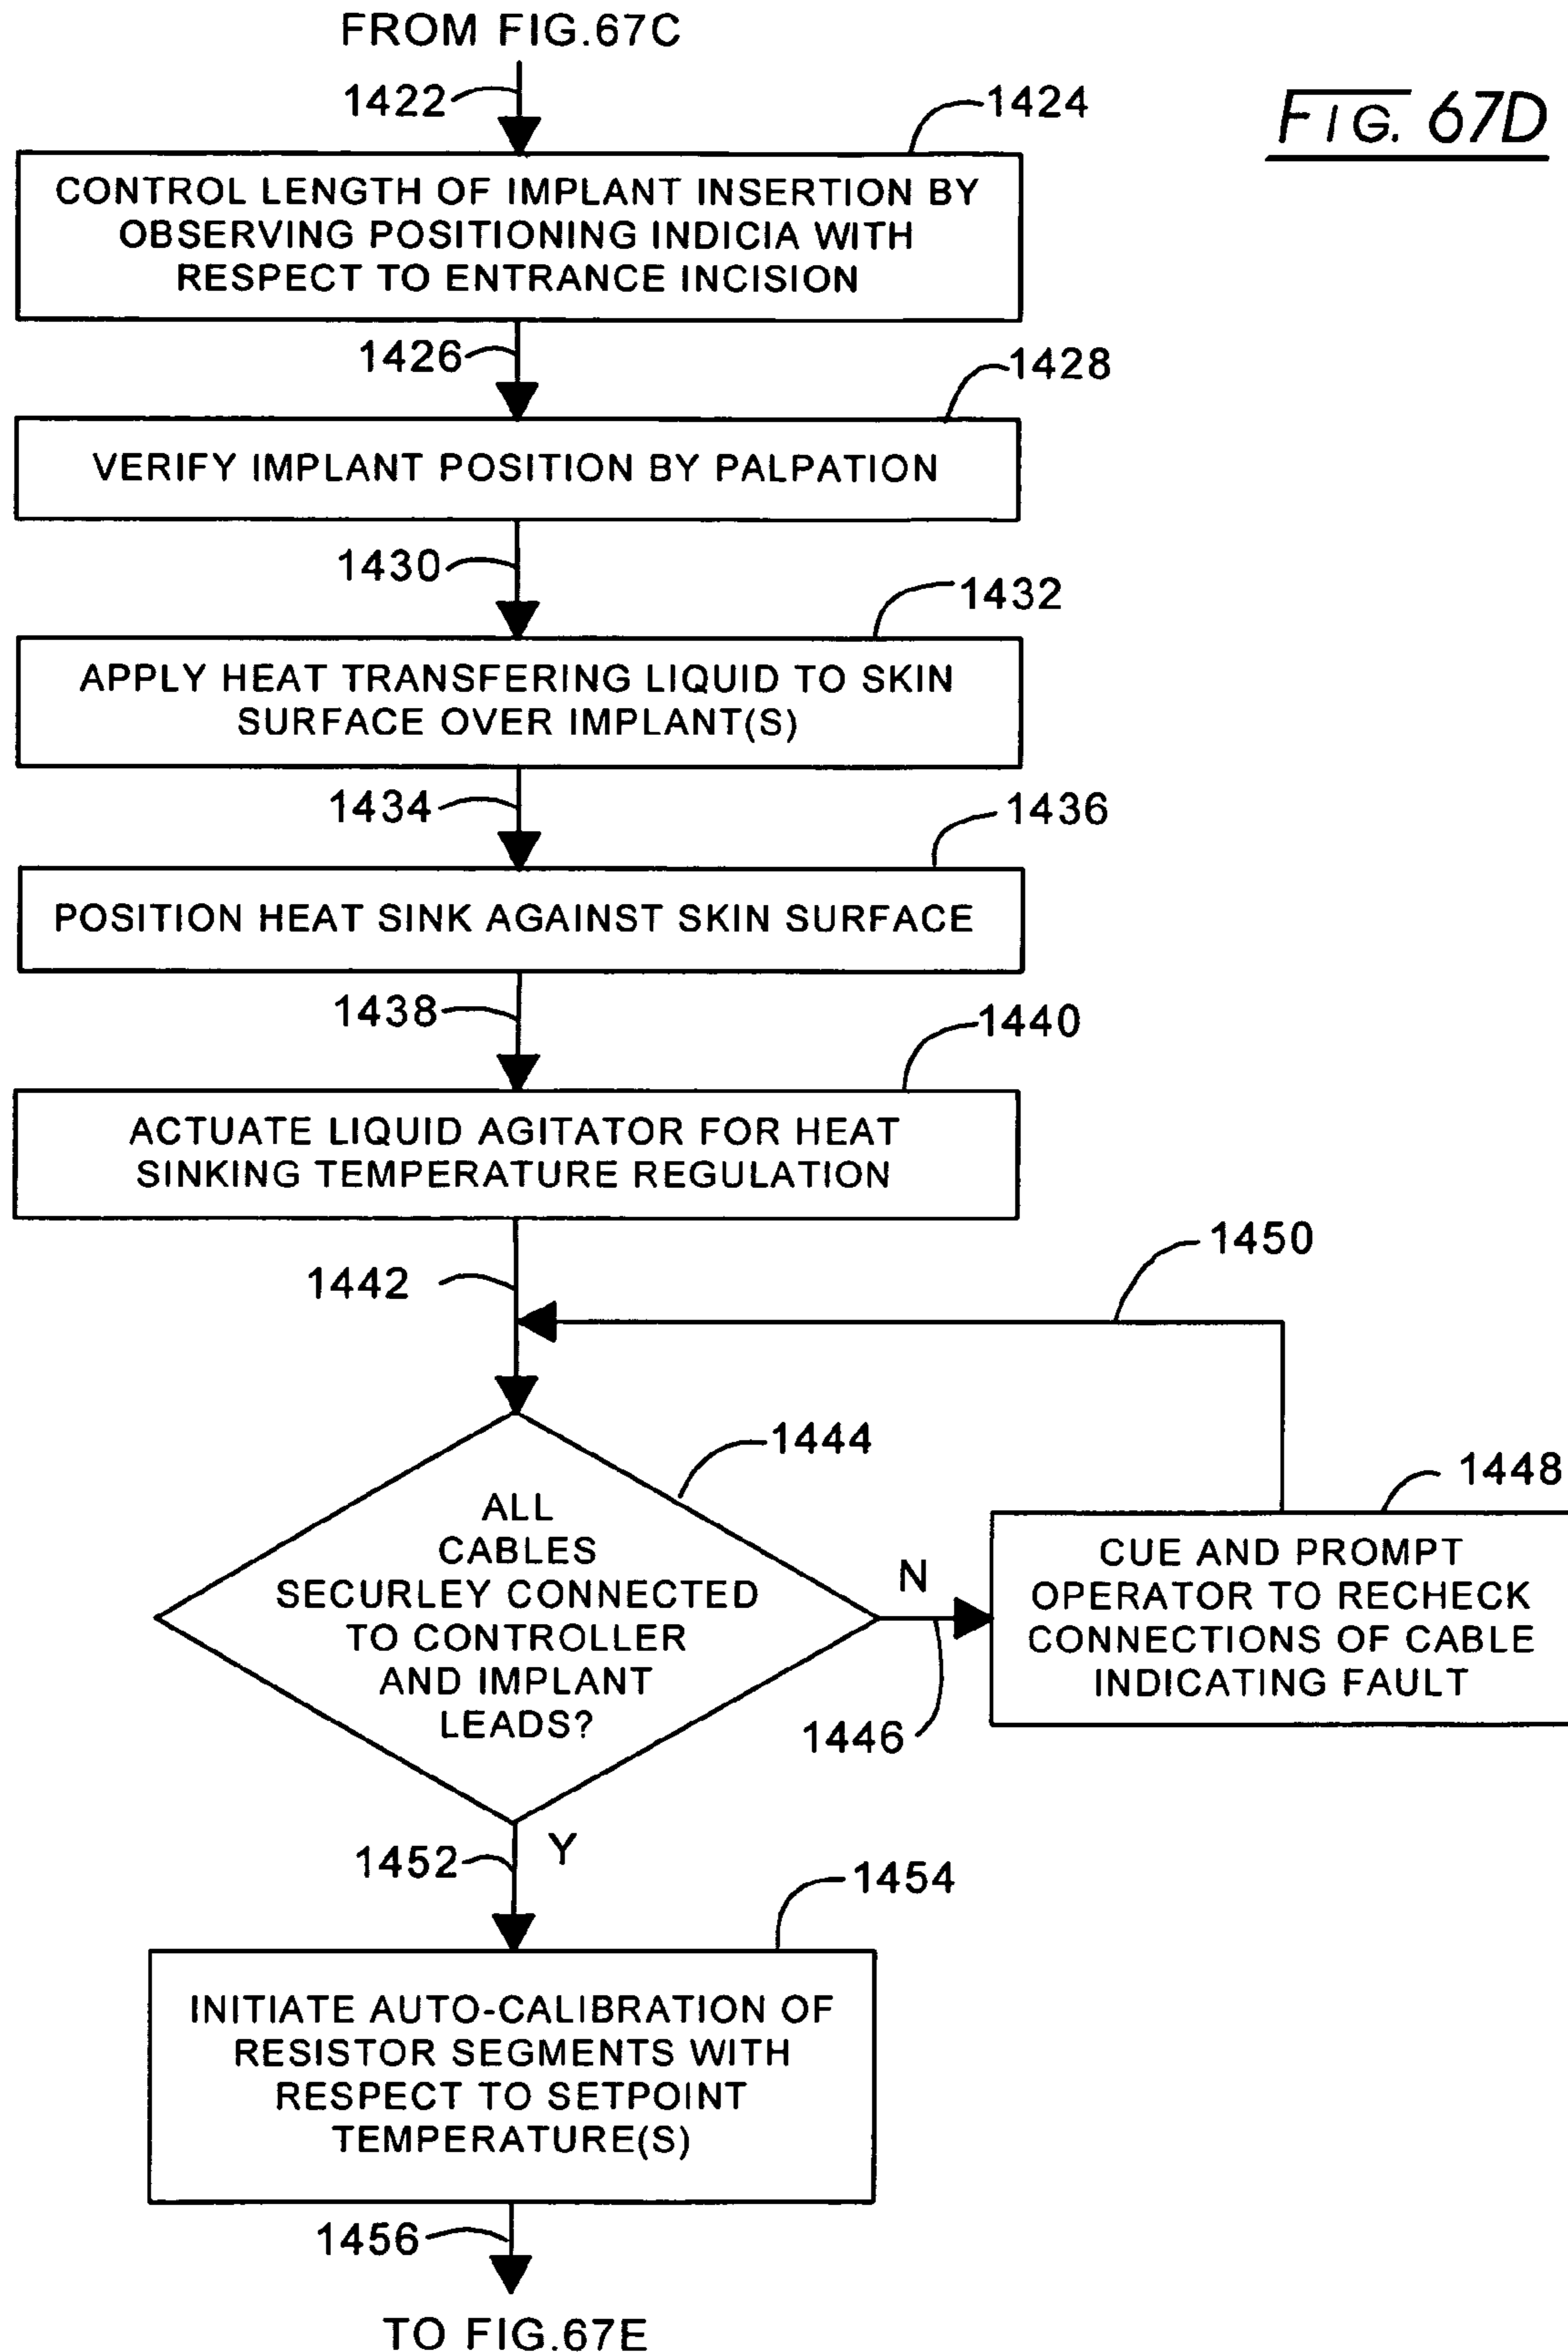 FROM FIG.67C
1422
1424
FIG. 67D
CONTROL LENGTH OF IMPLANT INSERTION BY
OBSERVING POSITIONING INDICIA WITH
RESPECT TO ENTRANCE INCISION
1426
1428
VERIFY IMPLANT POSITION BY PALPATION
1430
1432
APPLY HEAT TRANSFERING LIQUID TO SKIN
SURFACE OVER IMPLANT(S)
1434
1436
POSITION HEAT SINK AGAINST SKIN SURFACE
1438
1440
ACTUATE LIQUID AGITATOR FOR HEAT
SINKING TEMPERATURE REGULATION
1442
1450
1444
ALL
CABLES
SECURLEY CONNECTED
TO CONTROLLER
AND IMPLANT
LEADS?
N
1446
1448
CUE AND PROMPT
OPERATOR TO RECHECK
CONNECTIONS OF CABLE
INDICATING FAULT
1452
Y
1454
INITIATE AUTO-CALIBRATION OF
RESISTOR SEGMENTS WITH
RESPECT TO SETPOINT
TEMPERATURE(S)
1456
TO FIG.67E